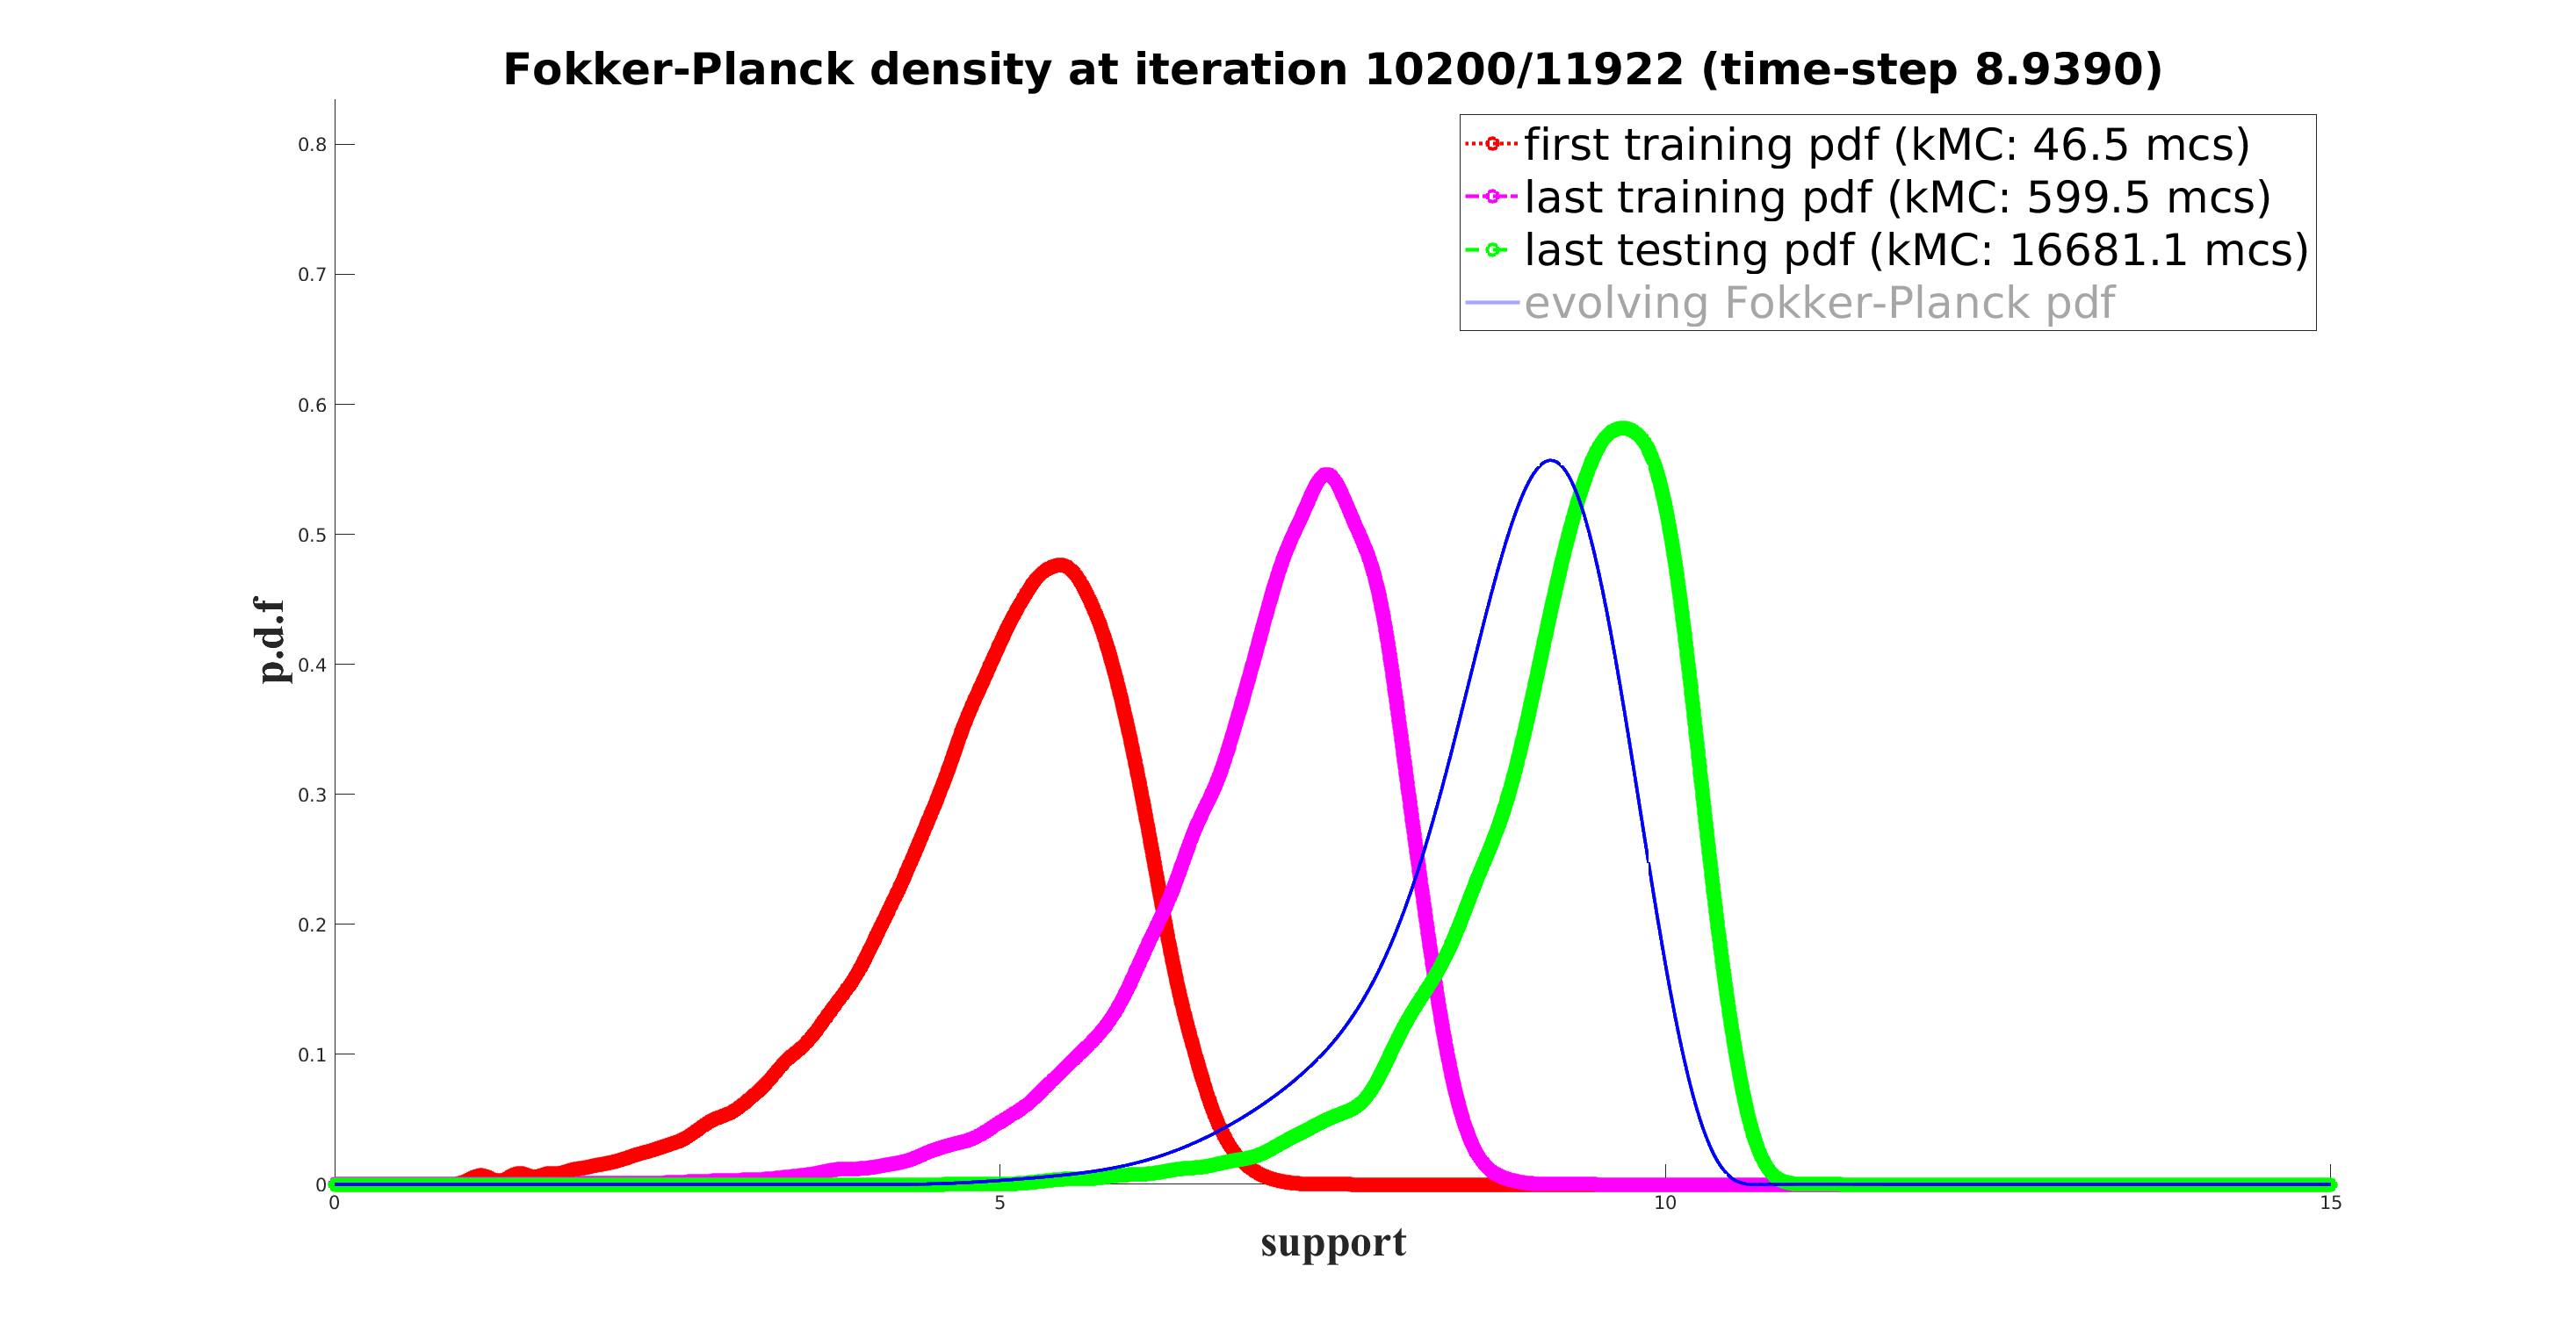 Fokker-Planck density at iteration 10200/11922 (time-step 8.9390)
first training pdf (kMC: 46.5 mcs)
last training pdf (kMC: 599.5 mcs)
last testing pdf (kMC: 16681.1 mcs)
evolving Fokker-Planck pdf
0.8
0.7
0.6
0.5
0.4
0.3
0.2
0.1
0
p.d.f
0 5 10 15
support